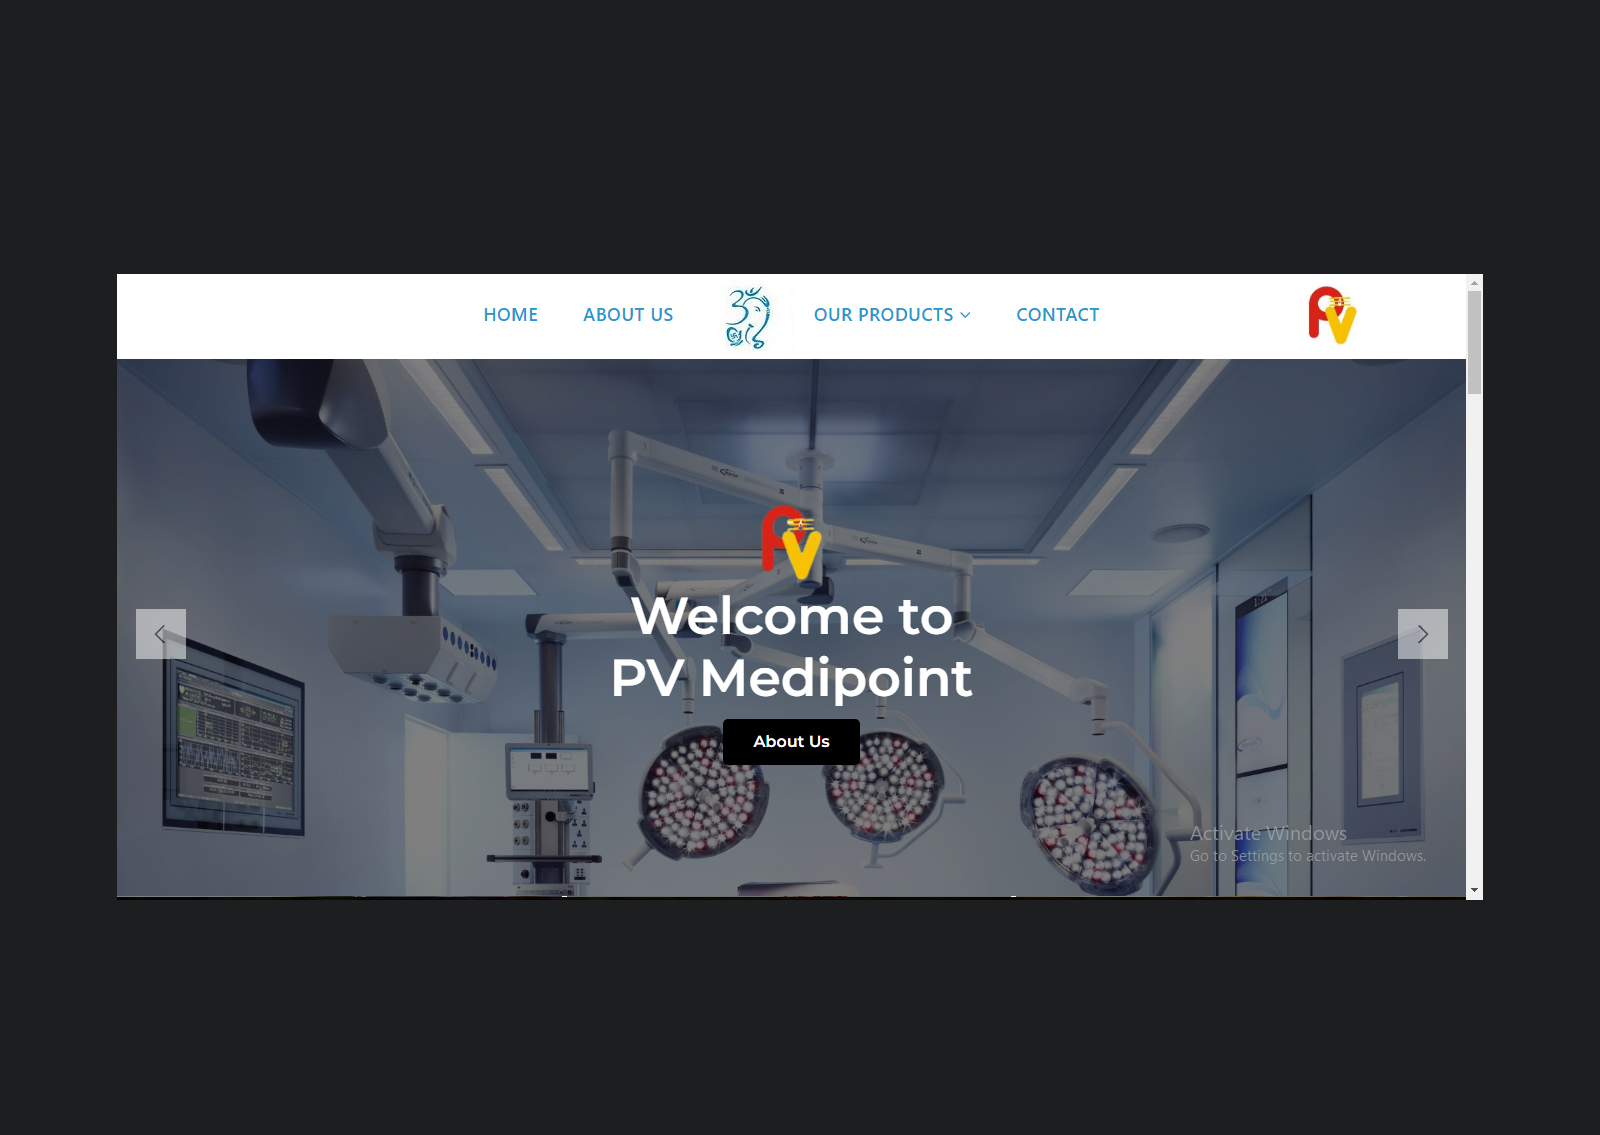 HOME
ABOUT US
ॐ
OUR PRODUCTS
CONTACT
PV
PV
Welcome to
PV Medipoint
About Us
Activate Windows
Go to Settings to activate Windows.